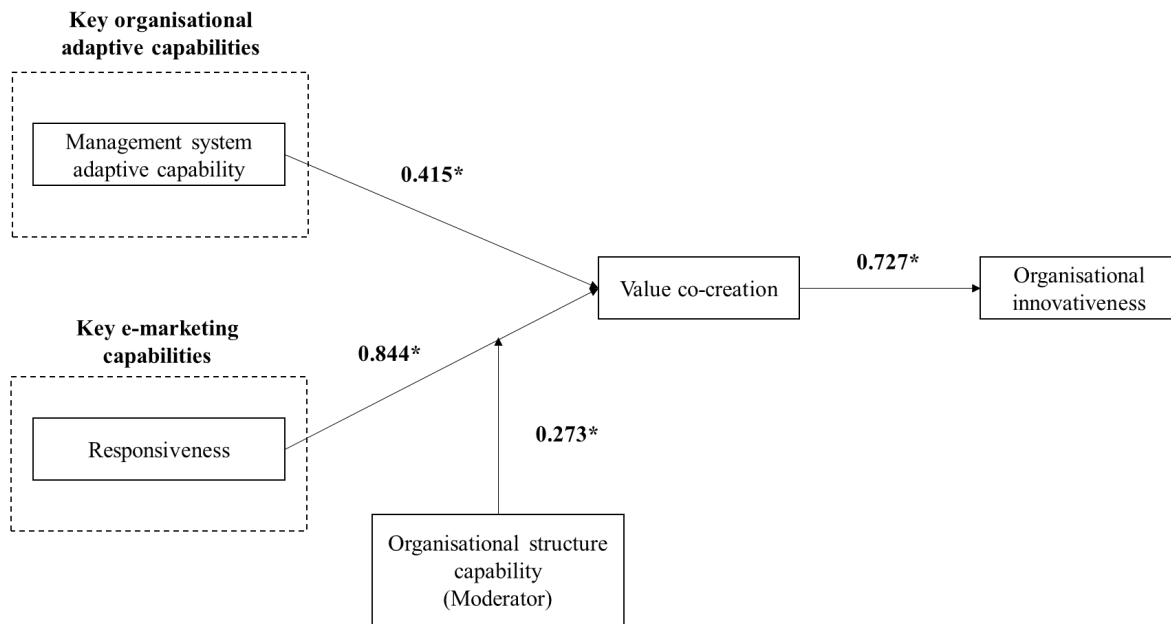 Key organisational
adaptive capabilities
Management system
adaptive capability
0.415*
Value co-creation
0.727*
Organisational
innovativeness
Key e-marketing
capabilities
0.844*
Responsiveness
0.273*
Organisational structure
capability
(Moderator)